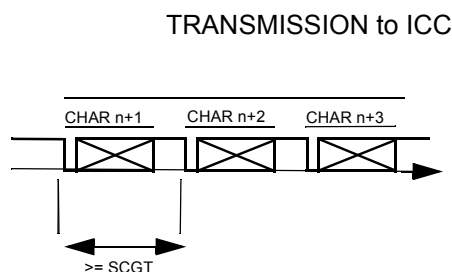 TRANSMISSION to ICC
CHAR n+1 CHAR n+2 CHAR n+3
>= SCGT